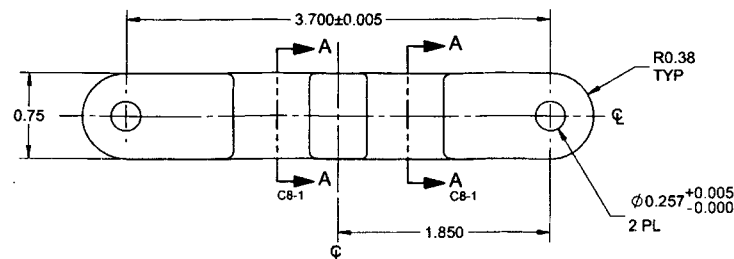 3.700±0.005
A A
R0.38
TYP
0.75
℄
A A
C8-1 C8-1
⌀0.257 +0.005
-0.000
2 PL
1.850
℄